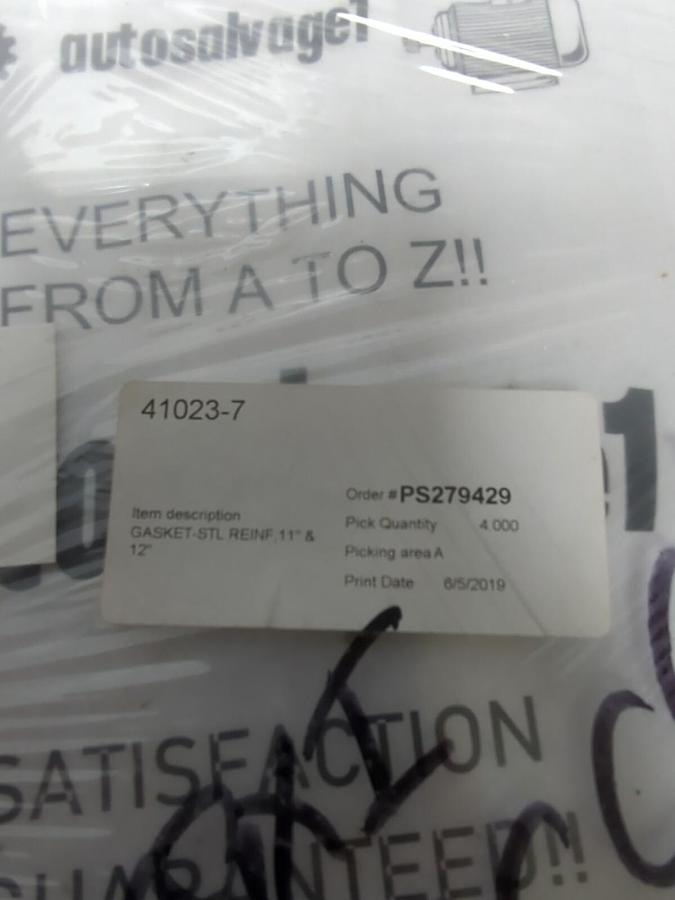 autosalvage1
EVERYTHING
FROM A TO Z!!
41023-7
Order # PS279429
Item description
GASKET-STL REINF,11" &
12"
Pick Quantity 4.000
Picking area A
Print Date 6/5/2019
SATISFACTION
GUARANTEED!!